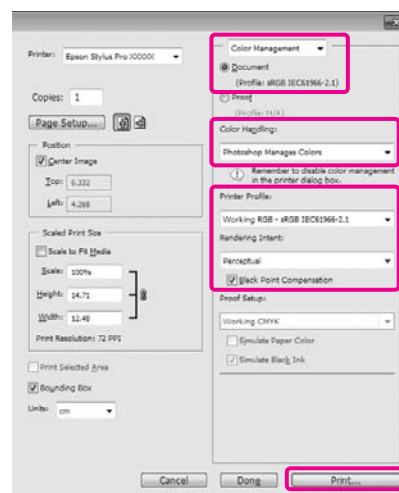 Printer: Epson Stylus Pro XXXXX
Copies: 1
Page Setup...
Position
Center Image
Top: 6.332
Left: 4.268
Scaled Print Size
Scale to Fit Media
Scale: 100%
Height: 14.71
Width: 12.48
Print Resolution: 72 PPI
Print Selected Area
Bounding Box
Units: cm
Color Management
Document
(Profile: sRGB IEC61966-2.1)
Proof
(Profile: N/A)
Color Handling:
Photoshop Manages Colors
Remember to disable color management
in the printer dialog box.
Printer Profile:
Working RGB - sRGB IEC61966-2.1
Rendering Intent:
Perceptual
Black Point Compensation
Proof Setup:
Working CMYK
Simulate Paper Color
Simulate Black Ink
Cancel
Done
Print...